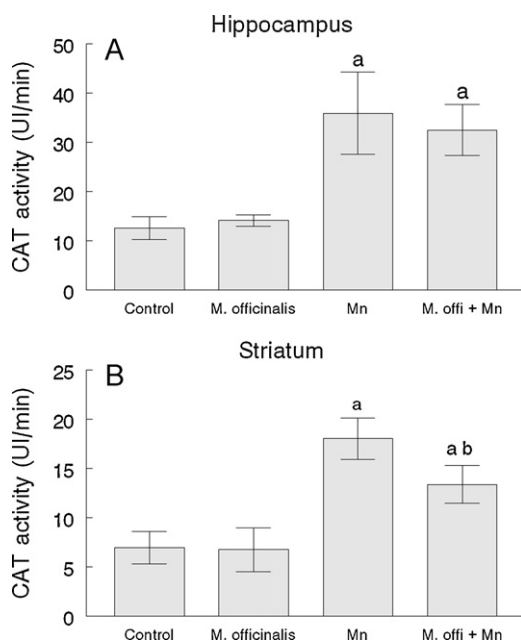 Hippocampus
A
CAT activity (UI/min)
50
40
30
20
10
0
a
a
Control
M. officinalis
Mn
M. offi + Mn
Striatum
B
CAT activity (UI/min)
25
20
15
10
5
0
a
a b
Control
M. officinalis
Mn
M. offi + Mn